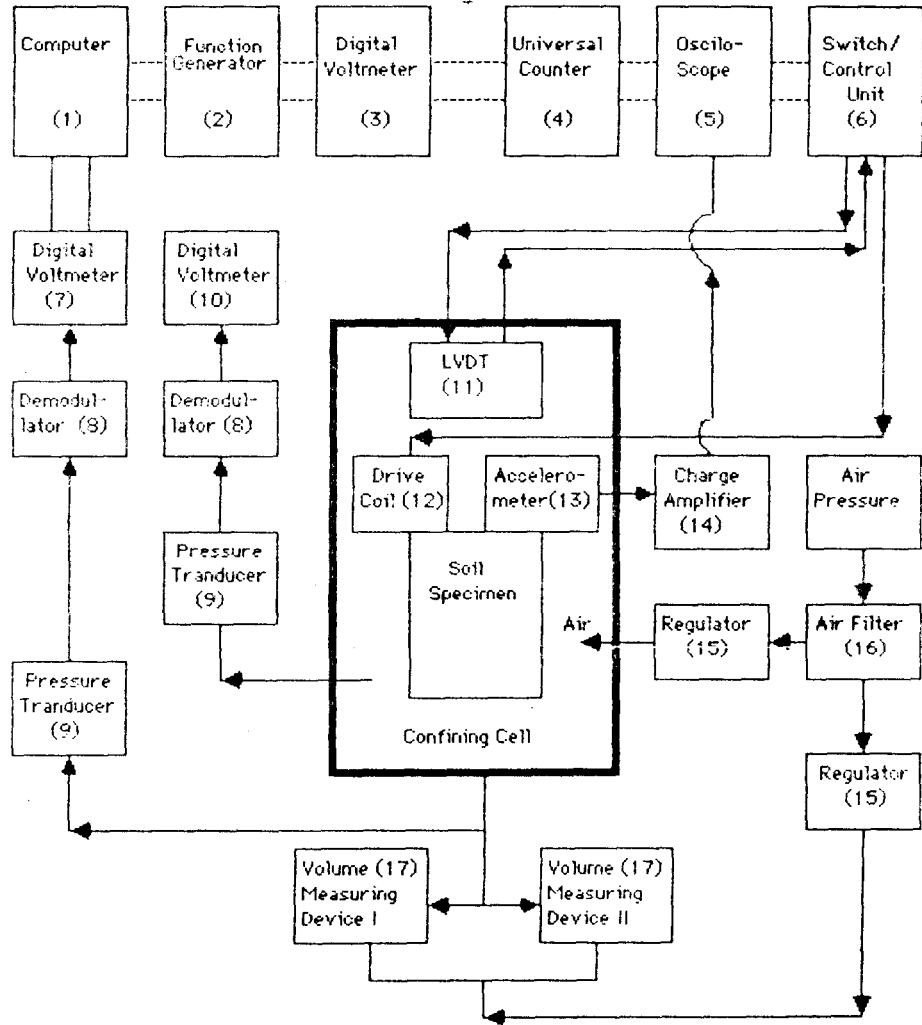 Computer
(1)
Function
Generator
(2)
Digital
Voltmeter
(3)
Universal
Counter
(4)
Oscilo-
Scope
(5)
Switch/
Control
Unit
(6)
Digital
Voltmeter
(7)
Digital
Voltmeter
(10)
LVDT
(11)
Demodul-
lator (8)
Demodul-
lator (8)
Drive
Coil (12)
Accelero-
meter(13)
Charge
Amplifier
(14)
Air
Pressure
Pressure
Tranducer
(9)
Soil
Specimen
Air
Regulator
(15)
Air Filter
(16)
Pressure
Tranducer
(9)
Confining Cell
Regulator
(15)
Volume (17)
Measuring
Device I
Volume (17)
Measuring
Device II